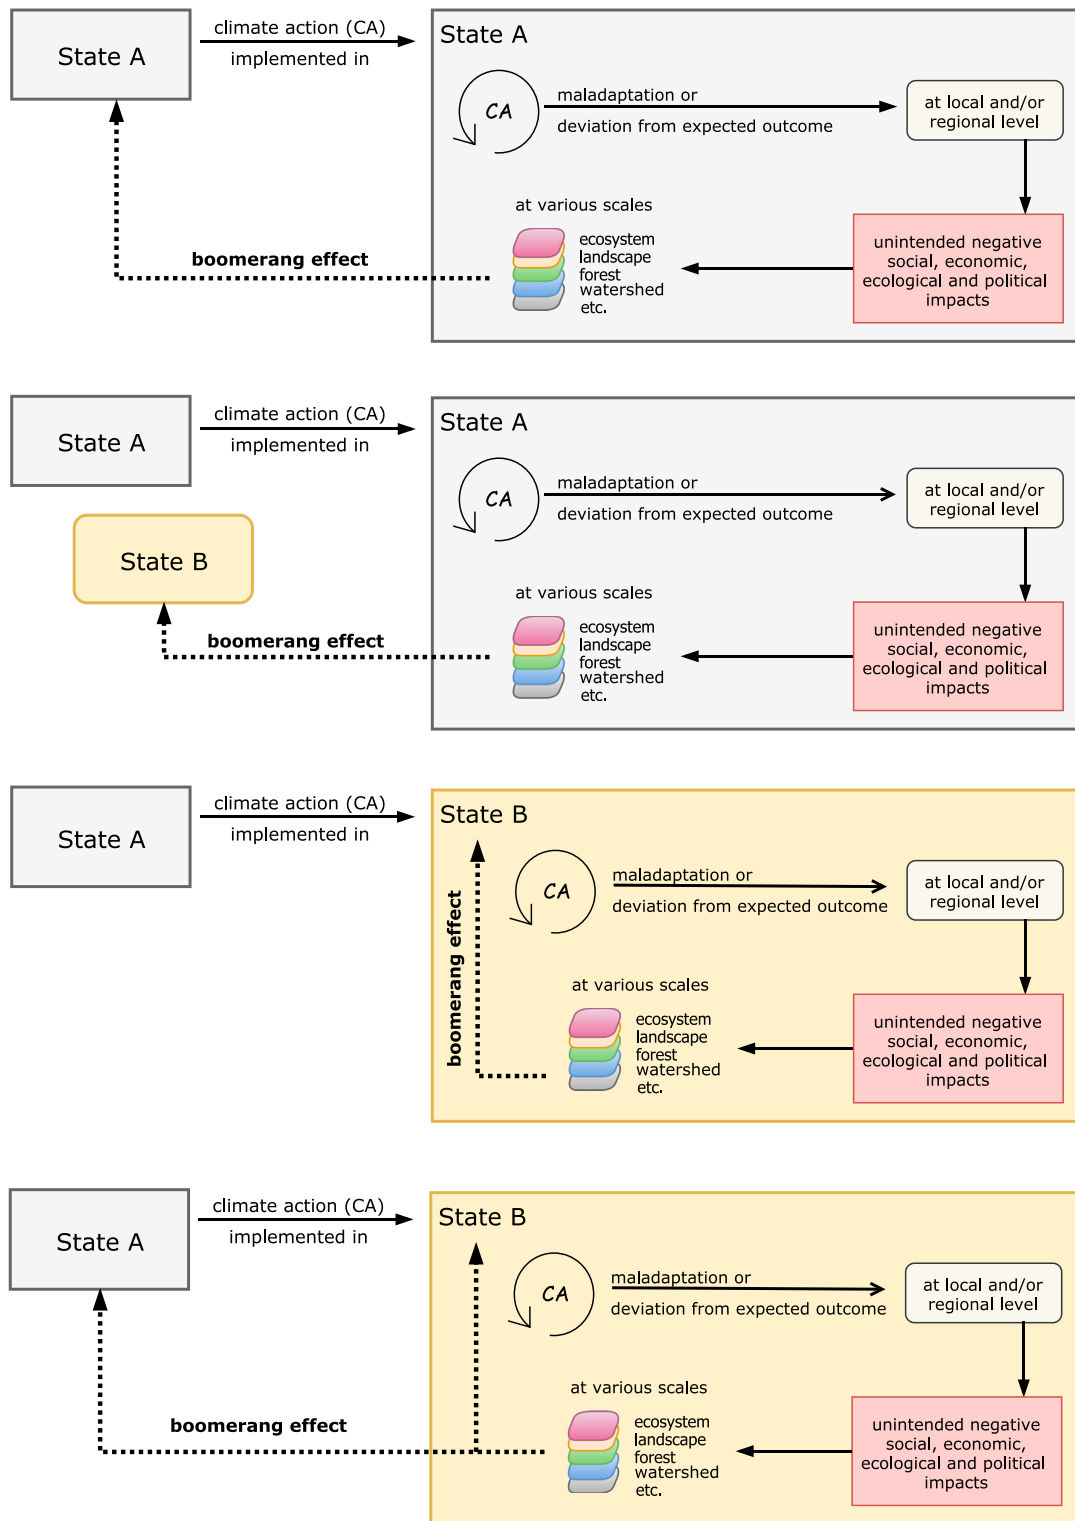 State A
climate action (CA)
implemented in
State A
CA
maladaptation or
deviation from expected outcome
at local and/or
regional level
at various scales
ecosystem
landscape
forest
watershed
etc.
unintended negative
social, economic,
ecological and political
impacts
boomerang effect
State A
climate action (CA)
implemented in
State B
State A
CA
maladaptation or
deviation from expected outcome
at local and/or
regional level
at various scales
ecosystem
landscape
forest
watershed
etc.
unintended negative
social, economic,
ecological and political
impacts
boomerang effect
State A
climate action (CA)
implemented in
State B
CA
maladaptation or
deviation from expected outcome
at local and/or
regional level
boomerang effect
at various scales
ecosystem
landscape
forest
watershed
etc.
unintended negative
social, economic,
ecological and political
impacts
State A
climate action (CA)
implemented in
State B
CA
maladaptation or
deviation from expected outcome
at local and/or
regional level
at various scales
ecosystem
landscape
forest
watershed
etc.
unintended negative
social, economic,
ecological and political
impacts
boomerang effect